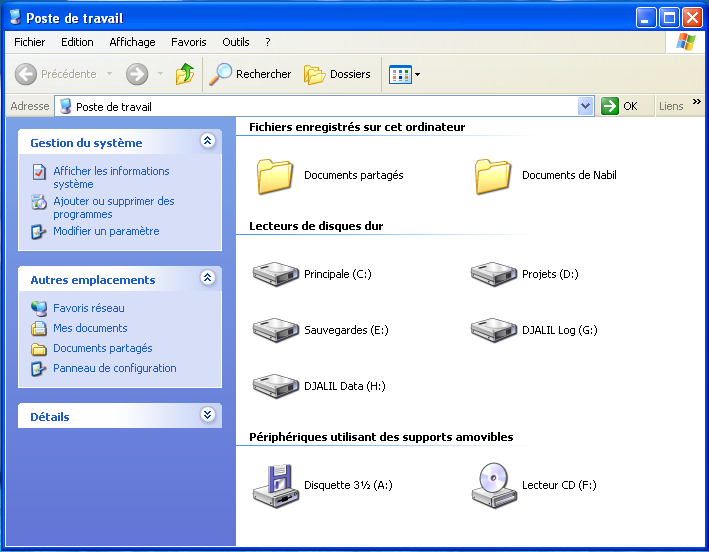 Poste de travail
Fichier Edition Affichage Favoris Outils ?
Précédente Rechercher Dossiers
Adresse Poste de travail OK Liens »
Gestion du système
Afficher les informations
système
Ajouter ou supprimer des
programmes
Modifier un paramètre
Autres emplacements
Favoris réseau
Mes documents
Documents partagés
Panneau de configuration
Détails
Fichiers enregistrés sur cet ordinateur
Documents partagés
Documents de Nabil
Lecteurs de disques dur
Principale (C:)
Projets (D:)
Sauvegardes (E:)
DJALIL Log (G:)
DJALIL Data (H:)
Périphériques utilisant des supports amovibles
Disquette 3½ (A:)
Lecteur CD (F:)